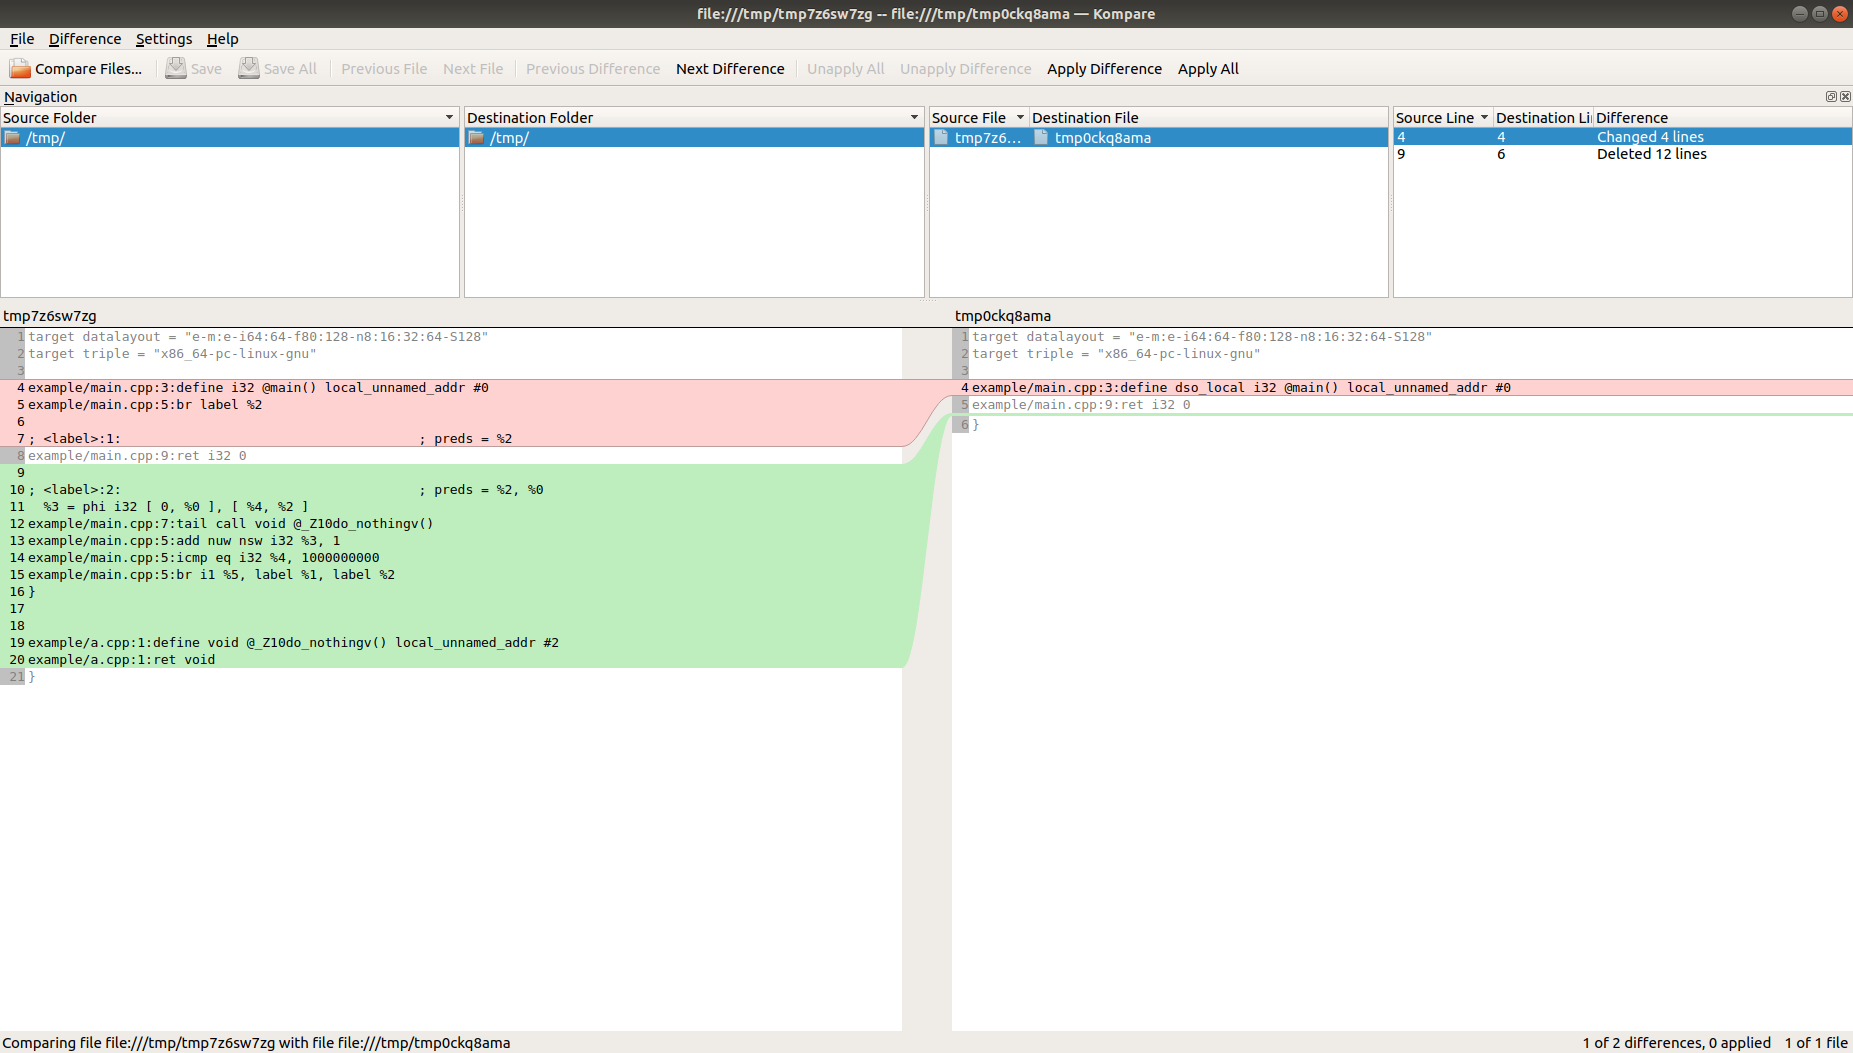 file:///tmp/tmp7z6sw7zg -- file:///tmp/tmp0ckq8ama — Kompare
File Difference Settings Help
Compare Files... Save Save All Previous File Next File Previous Difference Next Difference Unapply All Unapply Difference Apply Difference Apply All
Navigation
Source Folder
/tmp/
Destination Folder
/tmp/
Source File Destination File
tmp7z6... tmp0ckq8ama
Source Line Destination Li Difference
4 4 Changed 4 lines
9 6 Deleted 12 lines
tmp7z6sw7zg
1 target datalayout = "e-m:e-i64:64-f80:128-n8:16:32:64-S128"
2 target triple = "x86_64-pc-linux-gnu"
3
4 example/main.cpp:3:define i32 @main() local_unnamed_addr #0
5 example/main.cpp:5:br label %2
6
7 ; <label>:1: ; preds = %2
8 example/main.cpp:9:ret i32 0
9
10 ; <label>:2: ; preds = %2, %0
11 %3 = phi i32 [ 0, %0 ], [ %4, %2 ]
12 example/main.cpp:7:tail call void @_Z10do_nothingv()
13 example/main.cpp:5:add nuw nsw i32 %3, 1
14 example/main.cpp:5:icmp eq i32 %4, 1000000000
15 example/main.cpp:5:br i1 %5, label %1, label %2
16 }
17
18
19 example/a.cpp:1:define void @_Z10do_nothingv() local_unnamed_addr #2
20 example/a.cpp:1:ret void
21 }
tmp0ckq8ama
1 target datalayout = "e-m:e-i64:64-f80:128-n8:16:32:64-S128"
2 target triple = "x86_64-pc-linux-gnu"
3
4 example/main.cpp:3:define dso_local i32 @main() local_unnamed_addr #0
5 example/main.cpp:9:ret i32 0
6 }
Comparing file file:///tmp/tmp7z6sw7zg with file file:///tmp/tmp0ckq8ama
1 of 2 differences, 0 applied 1 of 1 file